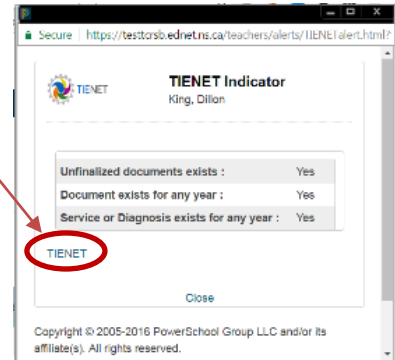 Secure | https://testtcrsb.ednet.ns.ca/teachers/alerts/TIENETalert.html?
TIENET
TIENET Indicator
King, Dillon
Unfinalized documents exists : Yes
Document exists for any year : Yes
Service or Diagnosis exists for any year : Yes
TIENET
Close
Copyright © 2005-2016 PowerSchool Group LLC and/or its
affiliate(s). All rights reserved.